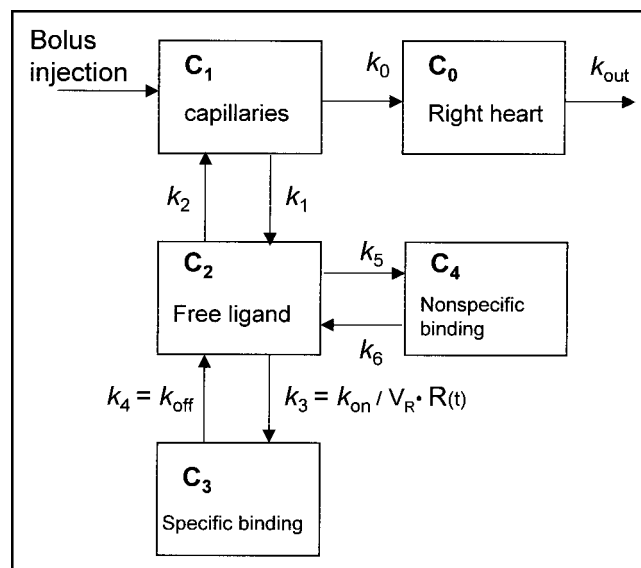 Bolus
injection
C₁
capillaries
k₀
C₀
Right heart
kout
k₂
k₁
C₂
Free ligand
k₅
k₆
C₄
Nonspecific
binding
k₄ = koff
k₃ = kon / VR • R(t)
C₃
Specific binding